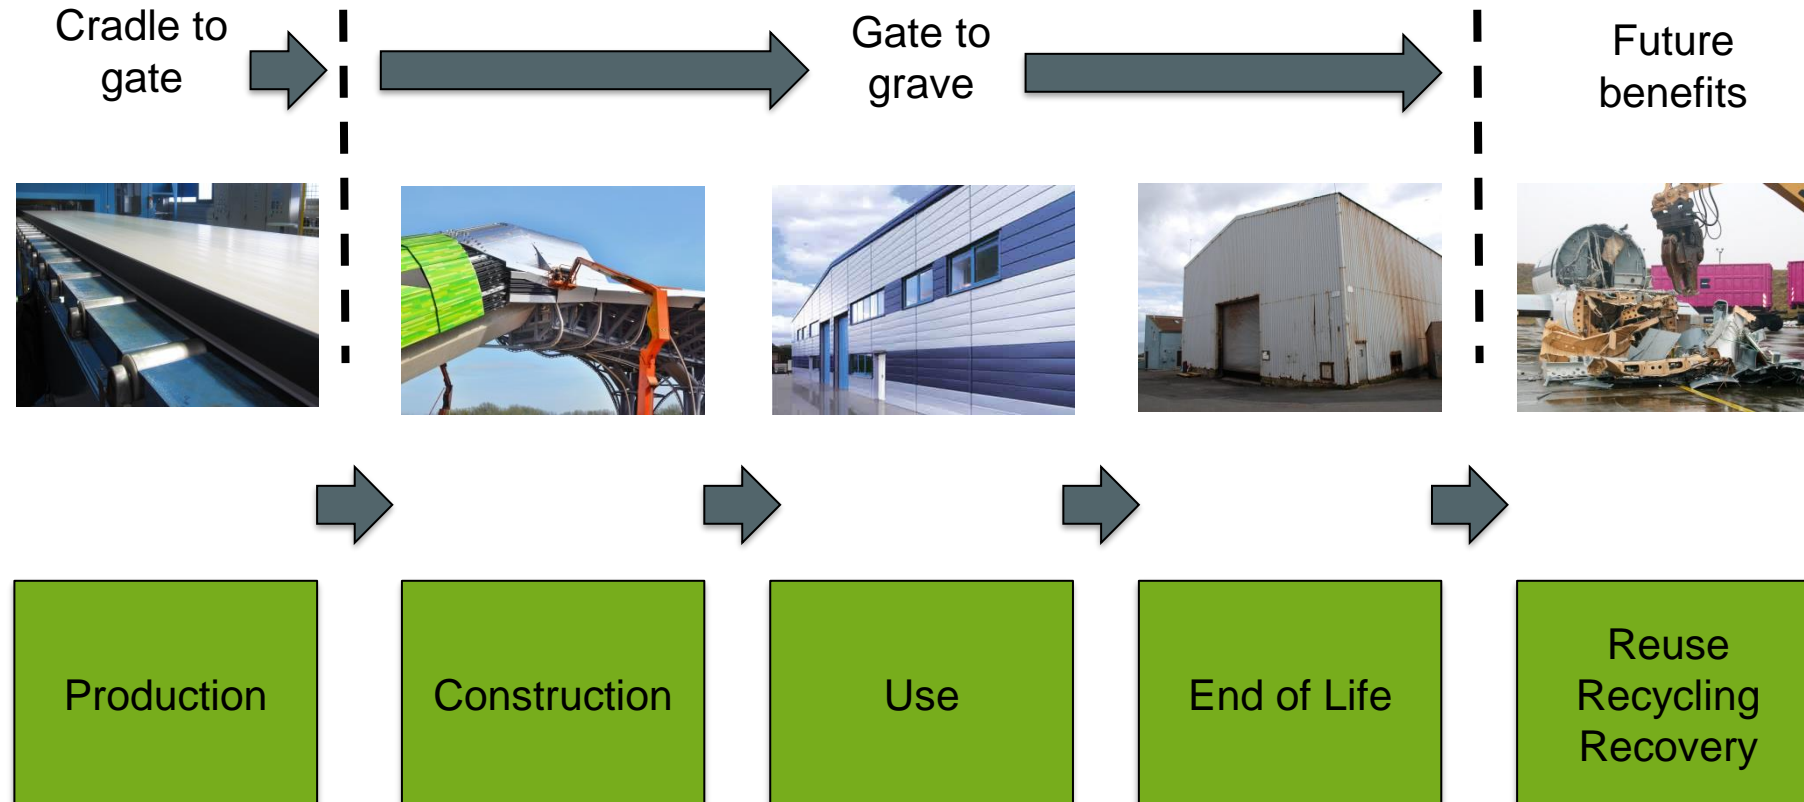 Cradle to
gate
Gate to
grave
Future
benefits
Production
Construction
Use
End of Life
Reuse
Recycling
Recovery